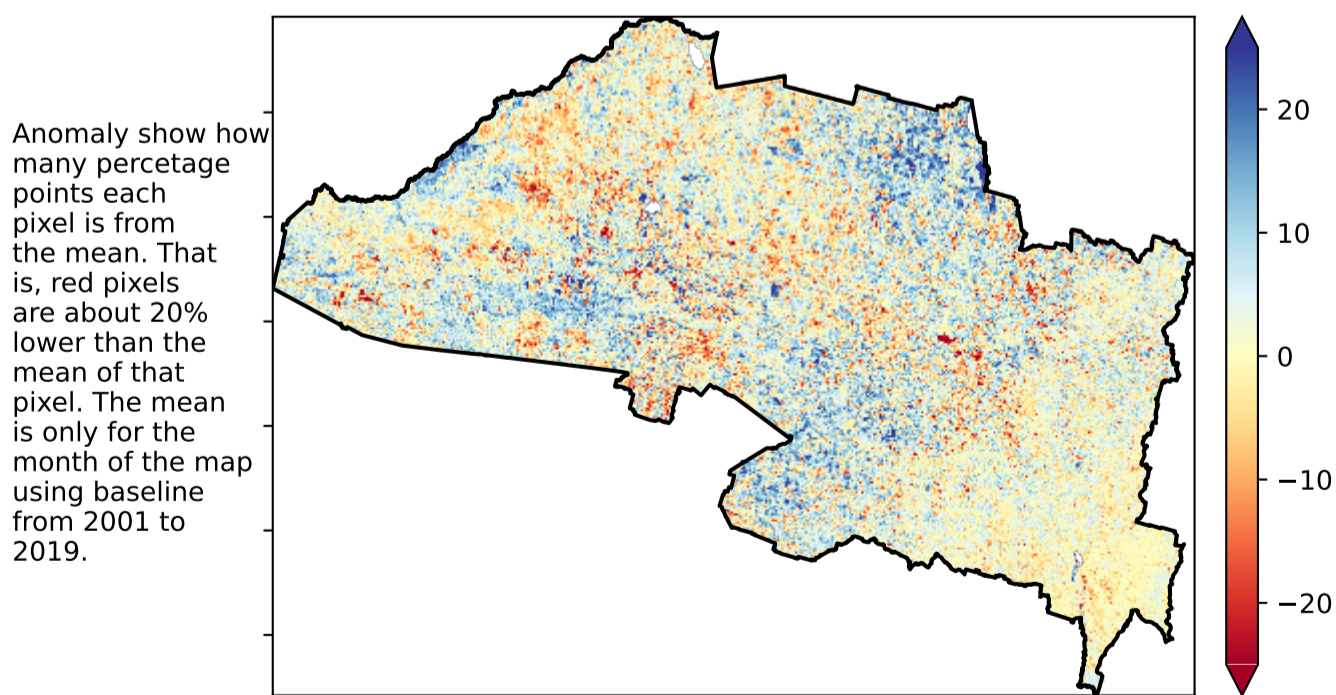 Anomaly show how
many percetage
points each
pixel is from
the mean. That
is, red pixels
are about 20%
lower than the
mean of that
pixel. The mean
is only for the
month of the map
using baseline
from 2001 to
2019.
20
10
0
−10
−20